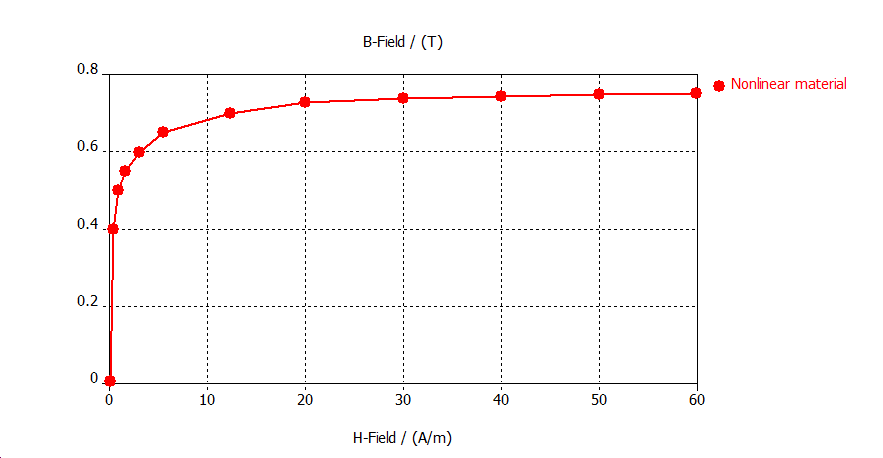 B-Field / (T)
0.8
Nonlinear material
0.6
0.4
0.2
0
0 10 20 30 40 50 60
H-Field / (A/m)